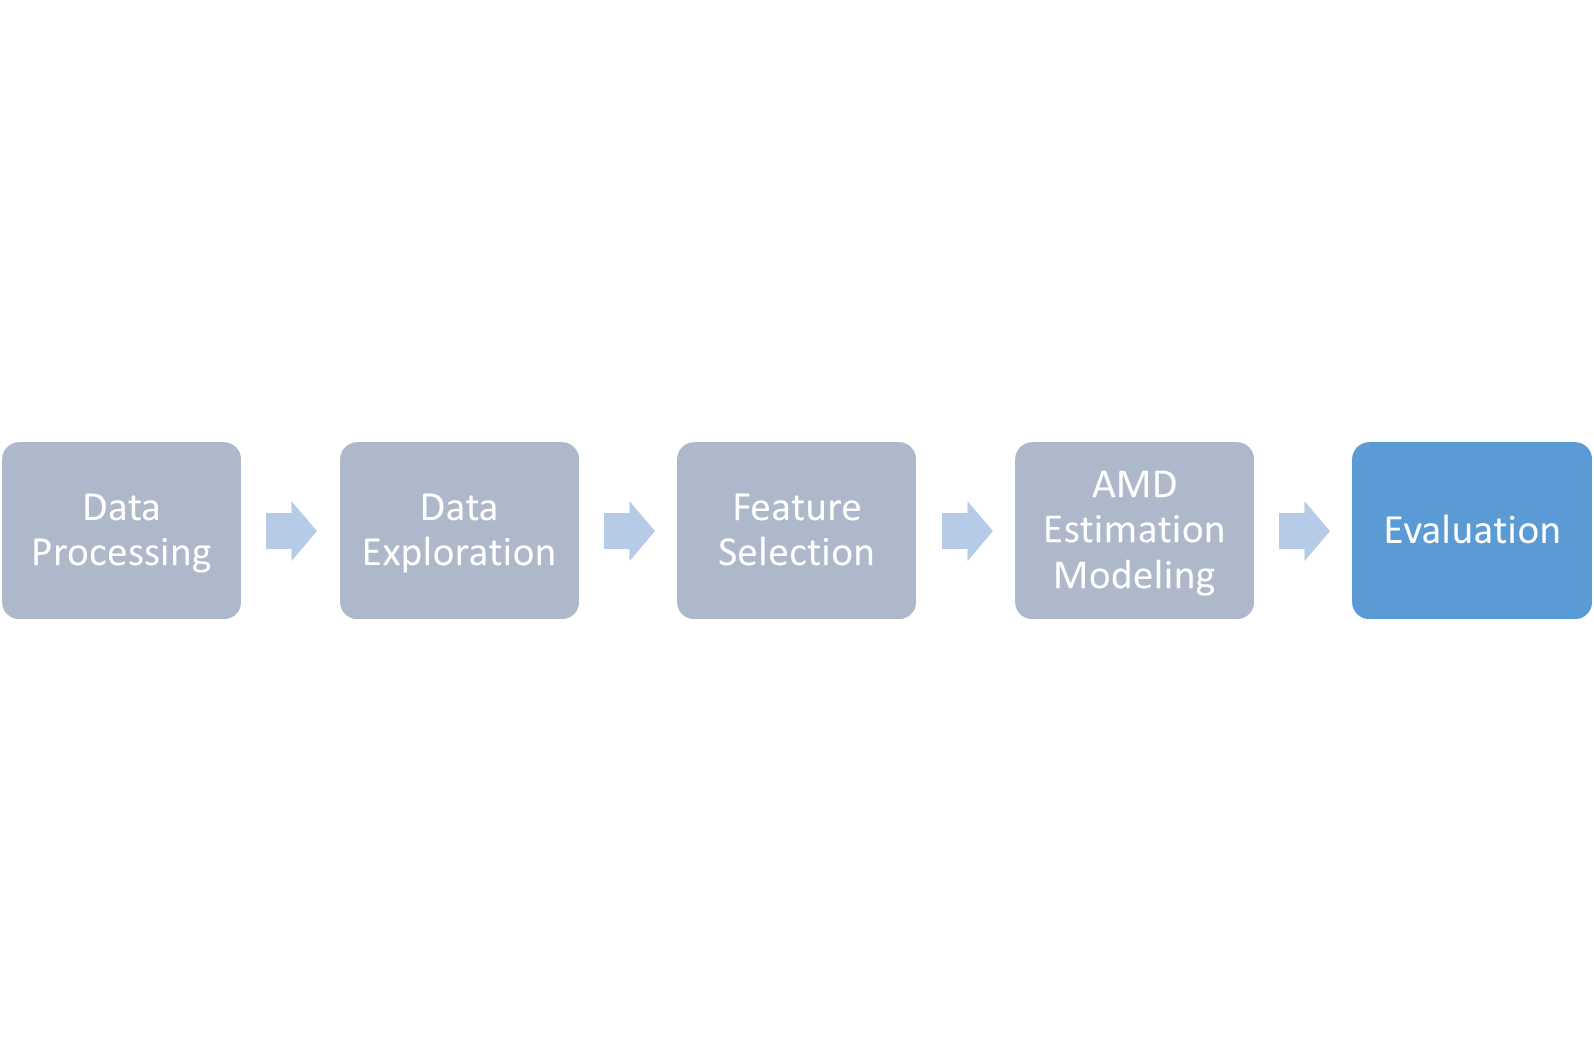 Data
Processing
Data
Exploration
Feature
Selection
AMD
Estimation
Modeling
Evaluation